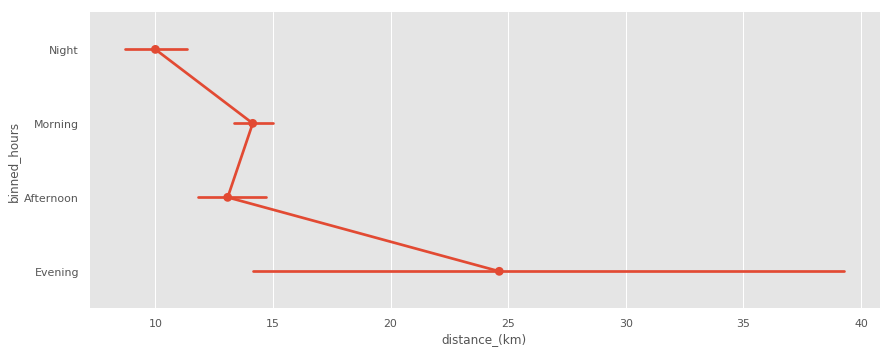 binned_hours
Night
Morning
Afternoon
Evening
10 15 20 25 30 35 40
distance_(km)